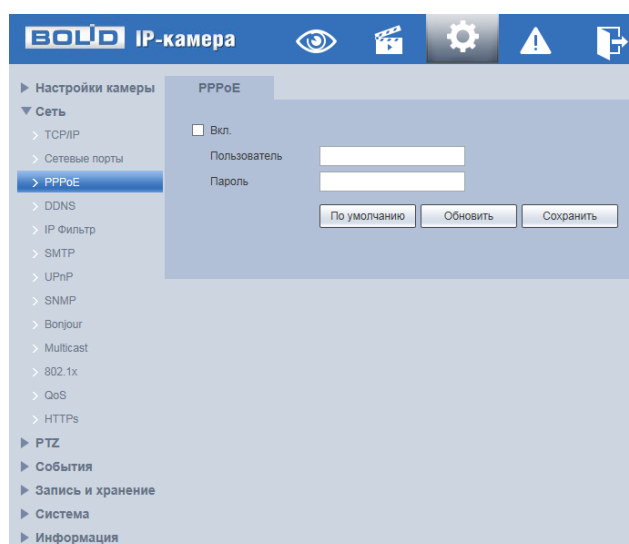 BOLID IP-камера
Настройки камеры
Сеть
TCP/IP
Сетевые порты
PPPoE
DDNS
IP Фильтр
SMTP
UPnP
SNMP
Bonjour
Multicast
802.1x
QoS
HTTPs
PTZ
События
Запись и хранение
Система
Информация
PPPoE
Вкл.
Пользователь
Пароль
По умолчанию Обновить Сохранить